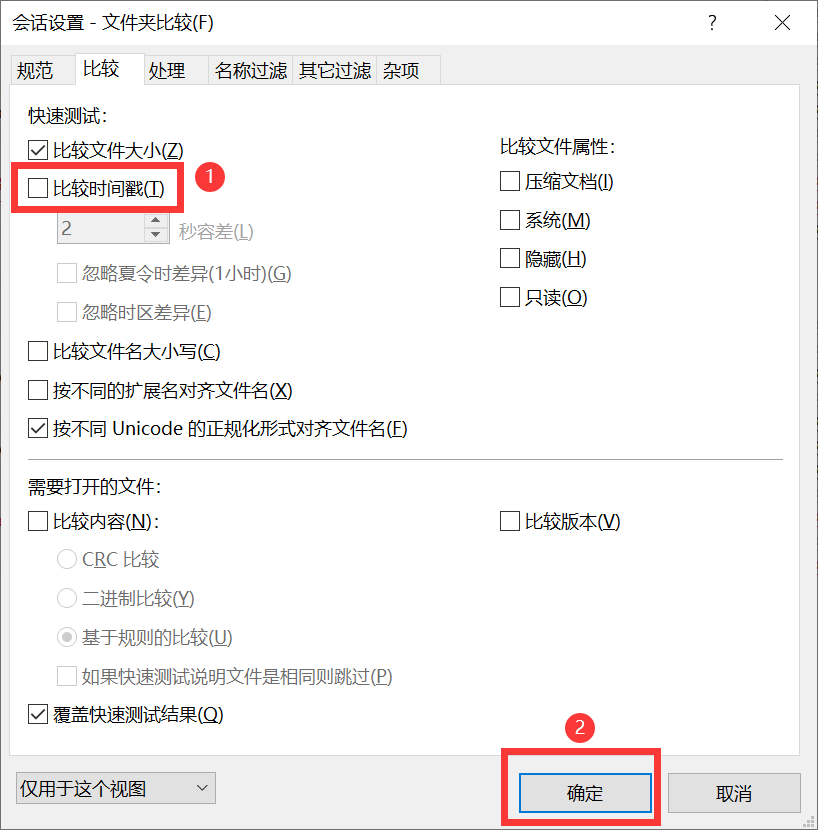 会话设置 - 文件夹比较(F)
?
规范 比较 处理 名称过滤 其它过滤 杂项
快速测试:
比较文件大小(Z)
1
比较时间戳(T)
2
秒容差(L)
忽略夏令时差异(1小时)(G)
忽略时区差异(E)
比较文件名大小写(C)
按不同的扩展名对齐文件名(X)
按不同 Unicode 的正规化形式对齐文件名(F)
比较文件属性:
压缩文档(I)
系统(M)
隐藏(H)
只读(O)
需要打开的文件:
比较内容(N):
CRC 比较
二进制比较(Y)
基于规则的比较(U)
如果快速测试说明文件是相同则跳过(P)
覆盖快速测试结果(Q)
比较版本(V)
2
仅用于这个视图
确定
取消